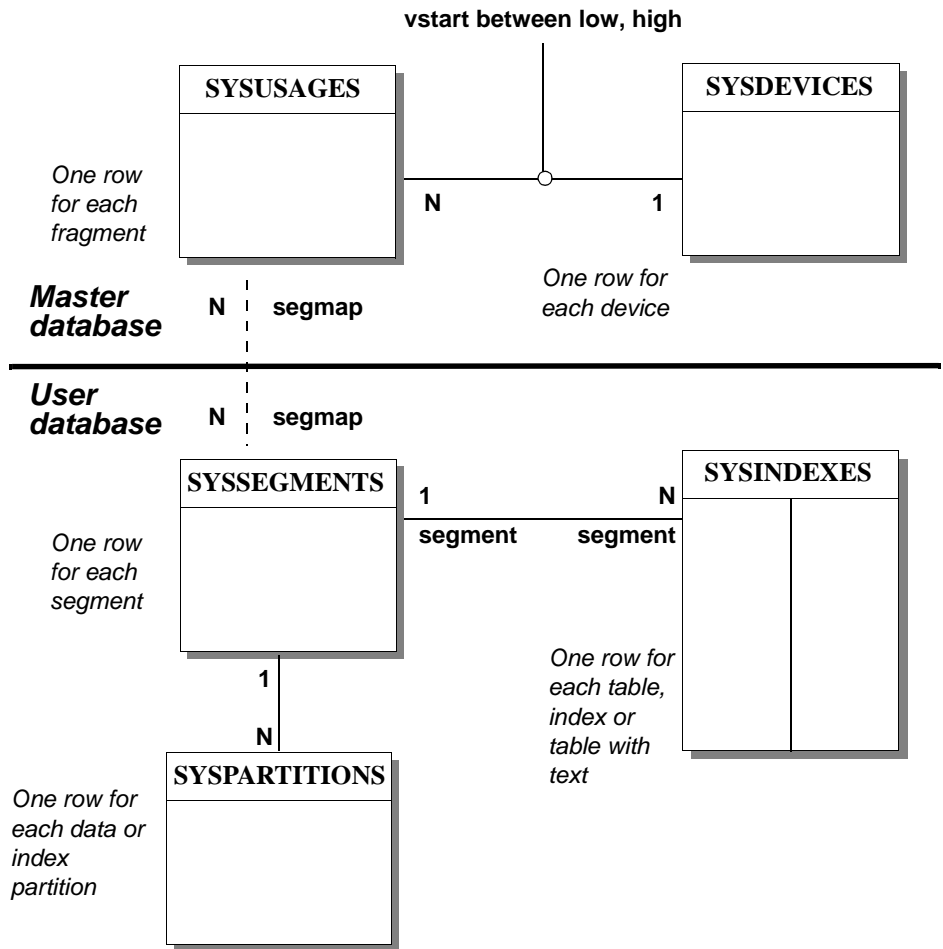 vstart between low, high
SYSUSAGES
SYSDEVICES
One row
for each
fragment
N
1
One row for
each device
Master
database
N
segmap
User
database
N
segmap
SYSSEGMENTS
SYSINDEXES
1
N
segment
segment
One row
for each
segment
One row for
each table,
index or
table with
text
1
N
SYSPARTITIONS
One row for
each data or
index
partition